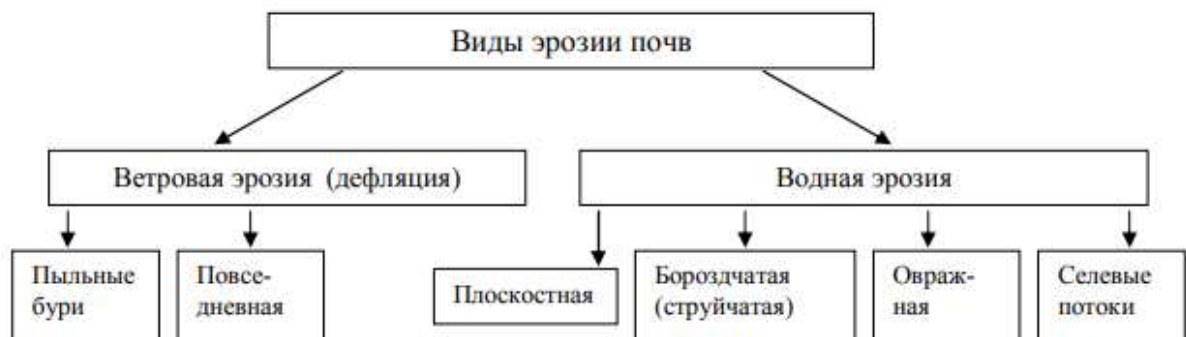 Виды эрозии почв
Ветровая эрозия (дефляция)
Водная эрозия
Пыльные
бури
Повсе-
дневная
Плоскостная
Бороздчатая
(струйчатая)
Овраж-
ная
Селевые
потоки